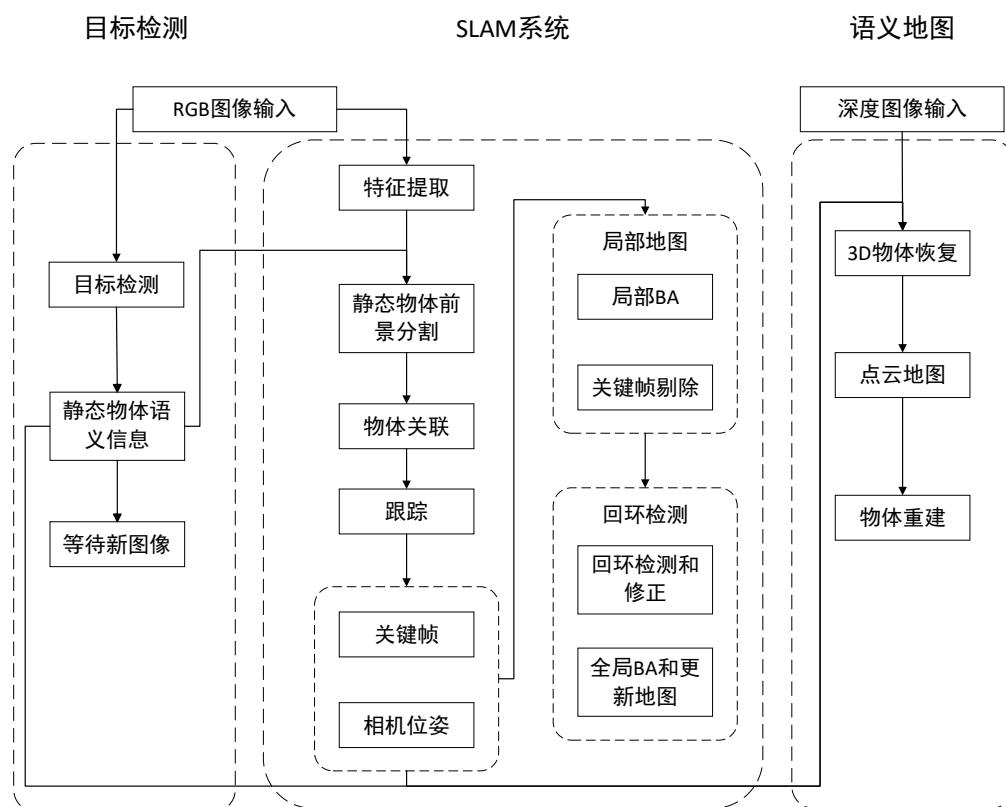 目标检测
SLAM系统
语义地图
RGB图像输入
深度图像输入
特征提取
目标检测
静态物体前
景分割
静态物体语
义信息
物体关联
等待新图像
跟踪
关键帧
相机位姿
局部地图
局部BA
关键帧剔除
回环检测
回环检测和
修正
全局BA和更
新地图
3D物体恢复
点云地图
物体重建